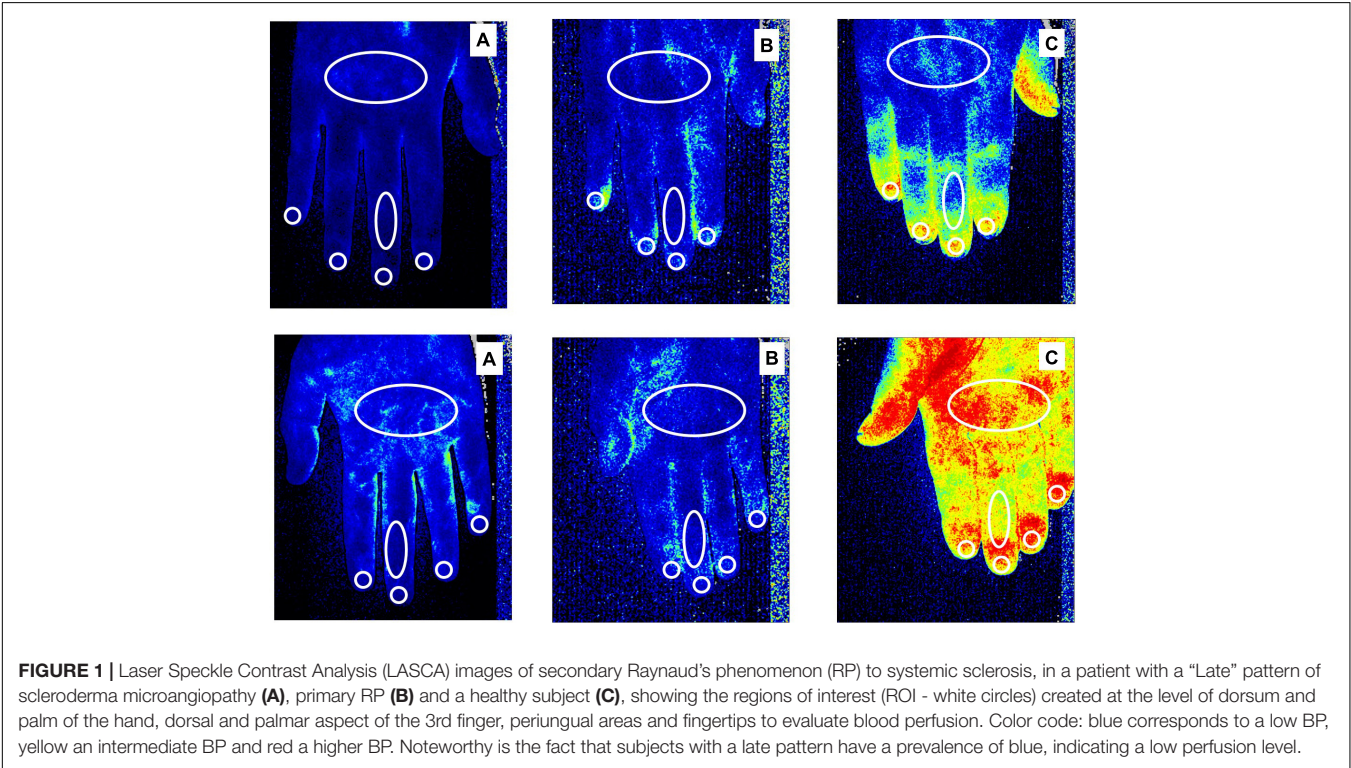 A
B
C
A
B
C
FIGURE 1 | Laser Speckle Contrast Analysis (LASCA) images of secondary Raynaud's phenomenon (RP) to systemic sclerosis, in a patient with a "Late" pattern of
scleroderma microangiopathy (A), primary RP (B) and a healthy subject (C), showing the regions of interest (ROI - white circles) created at the level of dorsum and
palm of the hand, dorsal and palmar aspect of the 3rd finger, periungual areas and fingertips to evaluate blood perfusion. Color code: blue corresponds to a low BP,
yellow an intermediate BP and red a higher BP. Noteworthy is the fact that subjects with a late pattern have a prevalence of blue, indicating a low perfusion level.